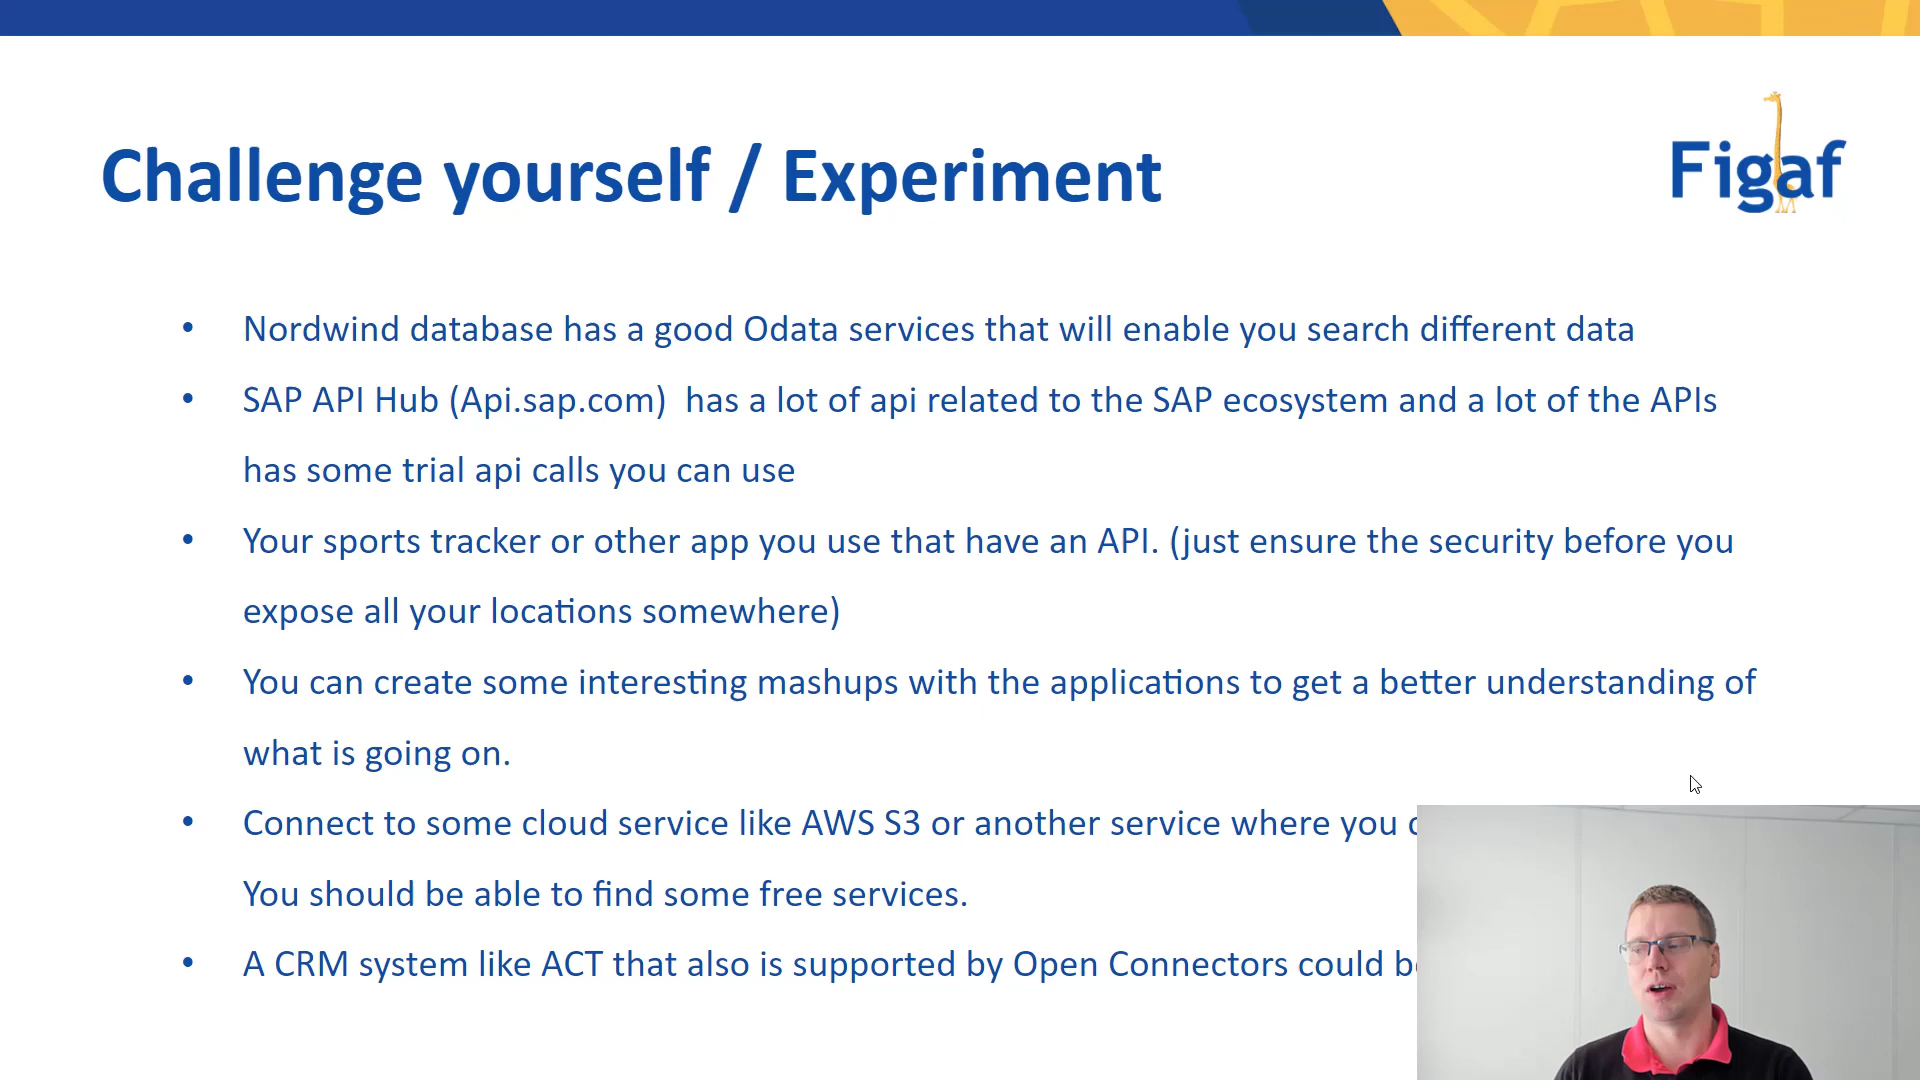 Challenge yourself / Experiment
Figaf
• Nordwind database has a good Odata services that will enable you search different data
• SAP API Hub (Api.sap.com)  has a lot of api related to the SAP ecosystem and a lot of the APIs
has some trial api calls you can use
• Your sports tracker or other app you use that have an API. (just ensure the security before you
expose all your locations somewhere)
• You can create some interesting mashups with the applications to get a better understanding of
what is going on.
• Connect to some cloud service like AWS S3 or another service where you
You should be able to find some free services.
• A CRM system like ACT that also is supported by Open Connectors could